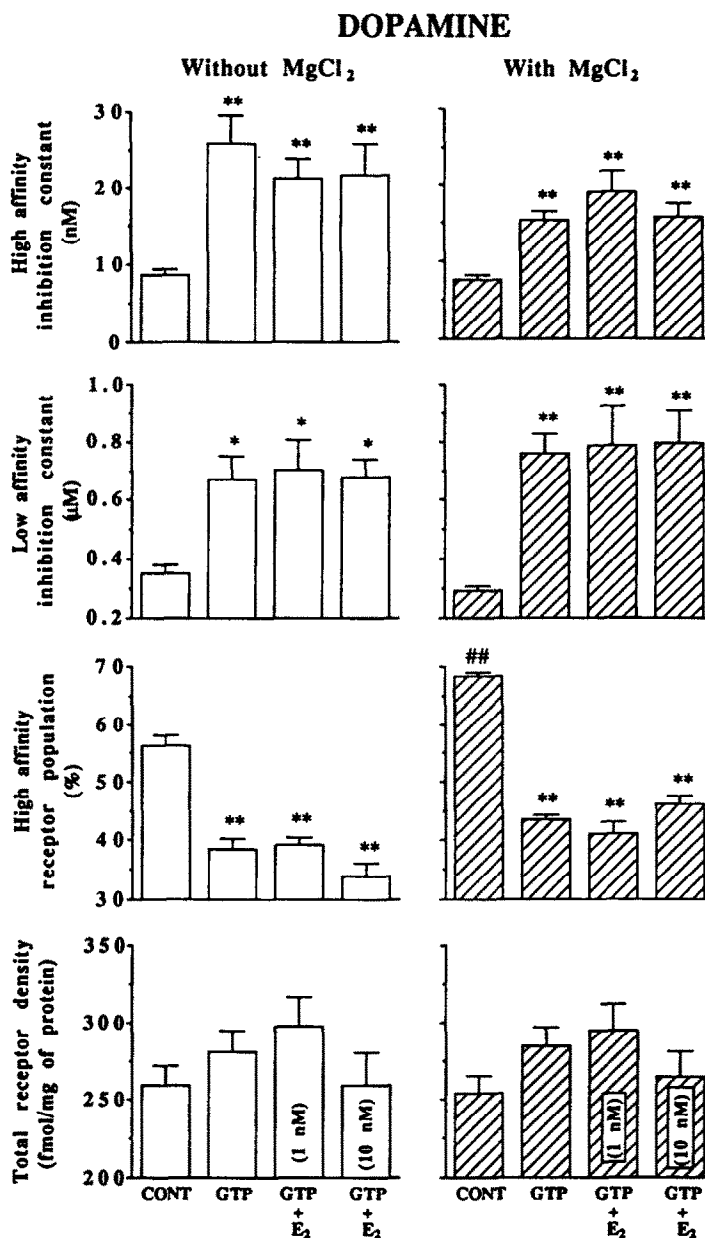 DOPAMINE
Without MgCl₂
With MgCl₂
High affinity
inhibition constant
(nM)
30
20
10
0
**
**
**
**
**
**
Low affinity
inhibition constant
(µM)
1.0
0.8
0.6
0.4
0.2
*
*
*
**
**
**
High affinity
receptor population
(%)
70
60
50
40
30
**
**
**
##
**
**
**
Total receptor density
(fmol/mg of protein)
350
300
250
200
(1 nM)
(10 nM)
(1 nM)
(10 nM)
CONT GTP GTP GTP CONT GTP GTP GTP
+ + + +
E₂ E₂ E₂ E₂